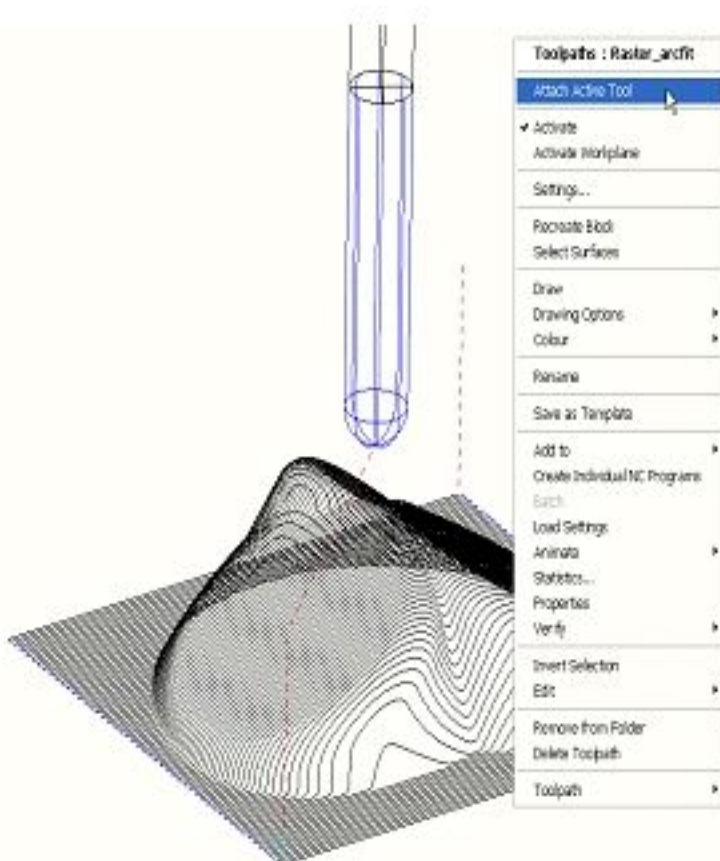 Toolpaths : Raster_arcfit
Attach Active Tool
Activate
Activate Workplane
Settings...
Recreate Block
Select Surfaces
Draw
Drawing Options
Colour
Rename
Save as Template
Add to
Create Individual NC Programs
Batch
Load Settings
Animate
Statistics...
Properties
Verify
Invert Selection
Edit
Remove from Folder
Delete Toolpath
Toolpath